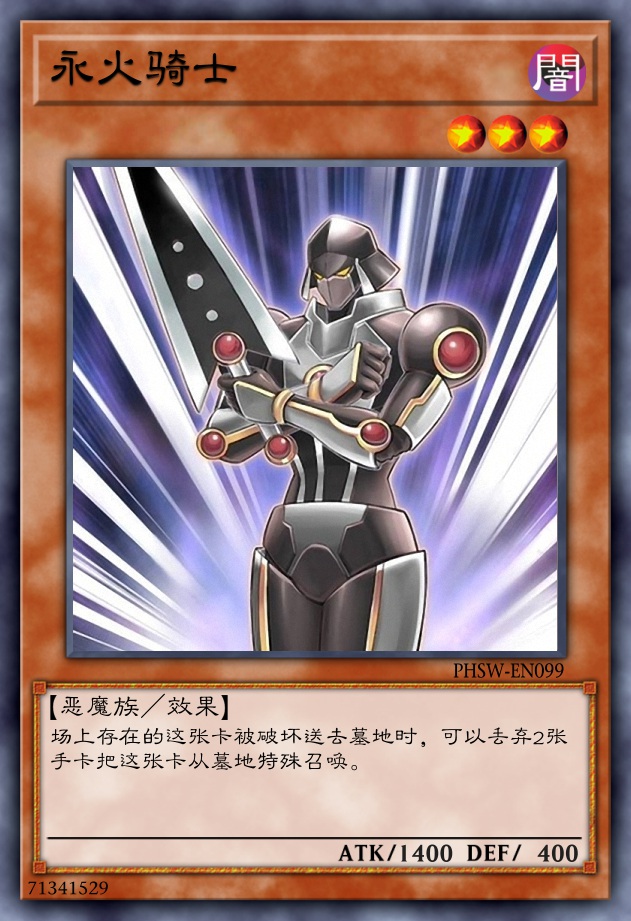 永火骑士
闇
PHSW-EN099
【恶魔族／效果】
场上存在的这张卡被破坏送去墓地时，可以丢弃2张
手卡把这张卡从墓地特殊召唤。
ATK/1400 DEF/ 400
71341529